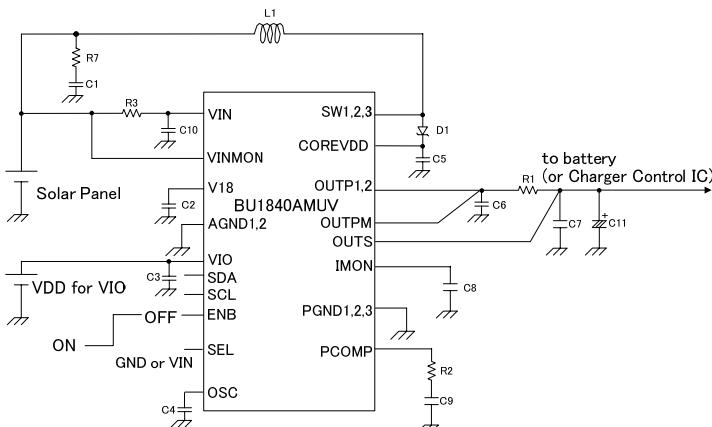 L1
R7
C1
R3
VIN
SW1,2,3
C10
D1
COREVDD
VINMON
C5
to battery
(or Charger Control IC)
Solar Panel
V18
OUTP1,2
R1
BU1840AMUV
C2
C6
AGND1,2
OUTPM
C7
+
C11
OUTS
VIO
IMON
C3
SDA
VDD for VIO
SCL
C8
OFF
ENB
PGND1,2,3
ON
GND or VIN
SEL
PCOMP
R2
OSC
C4
C9